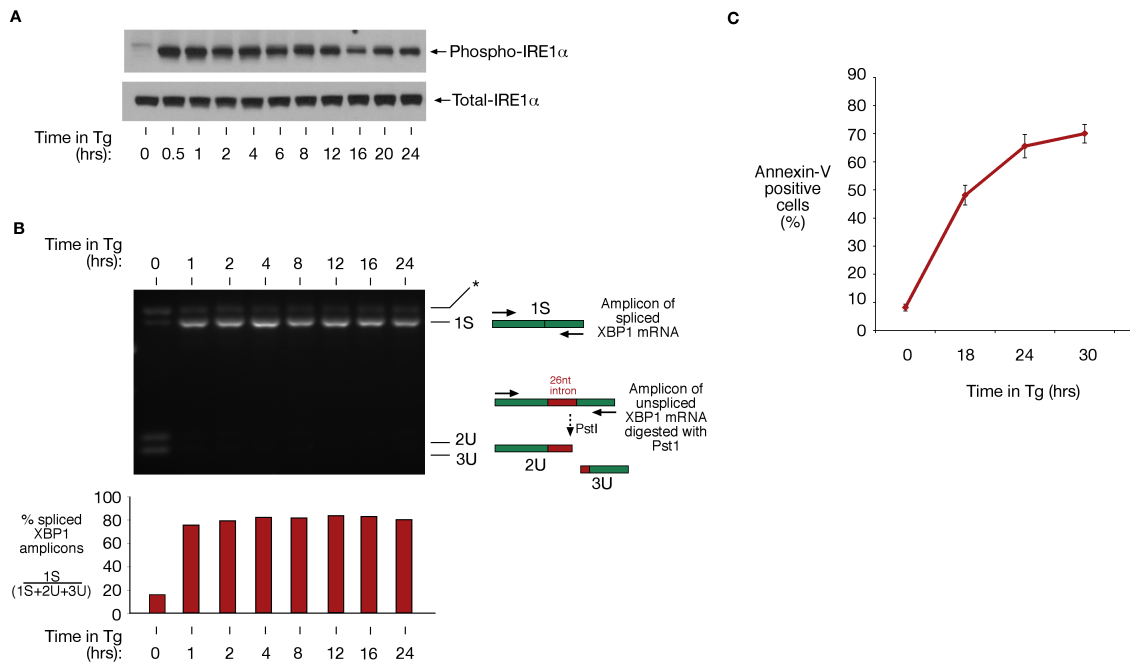 A
Phospho-IRE1α
Total-IRE1α
Time in Tg
(hrs):
0 0.5 1 2 4 6 8 12 16 20 24
B
Time in Tg
(hrs):
0 1 2 4 8 12 16 24
*
1S
2U
3U
1S
Amplicon of
spliced
XBP1 mRNA
26nt
intron
Amplicon of
unspliced
XBP1 mRNA
digested with
Pst1
PstI
2U
3U
% spliced
XBP1
amplicons
1S
(1S+2U+3U)
100
80
60
40
20
0
Time in Tg
(hrs):
0 1 2 4 8 12 16 24
C
Annexin-V
positive
cells
(%)
90
80
70
60
50
40
30
20
10
0
0 18 24 30
Time in Tg (hrs)